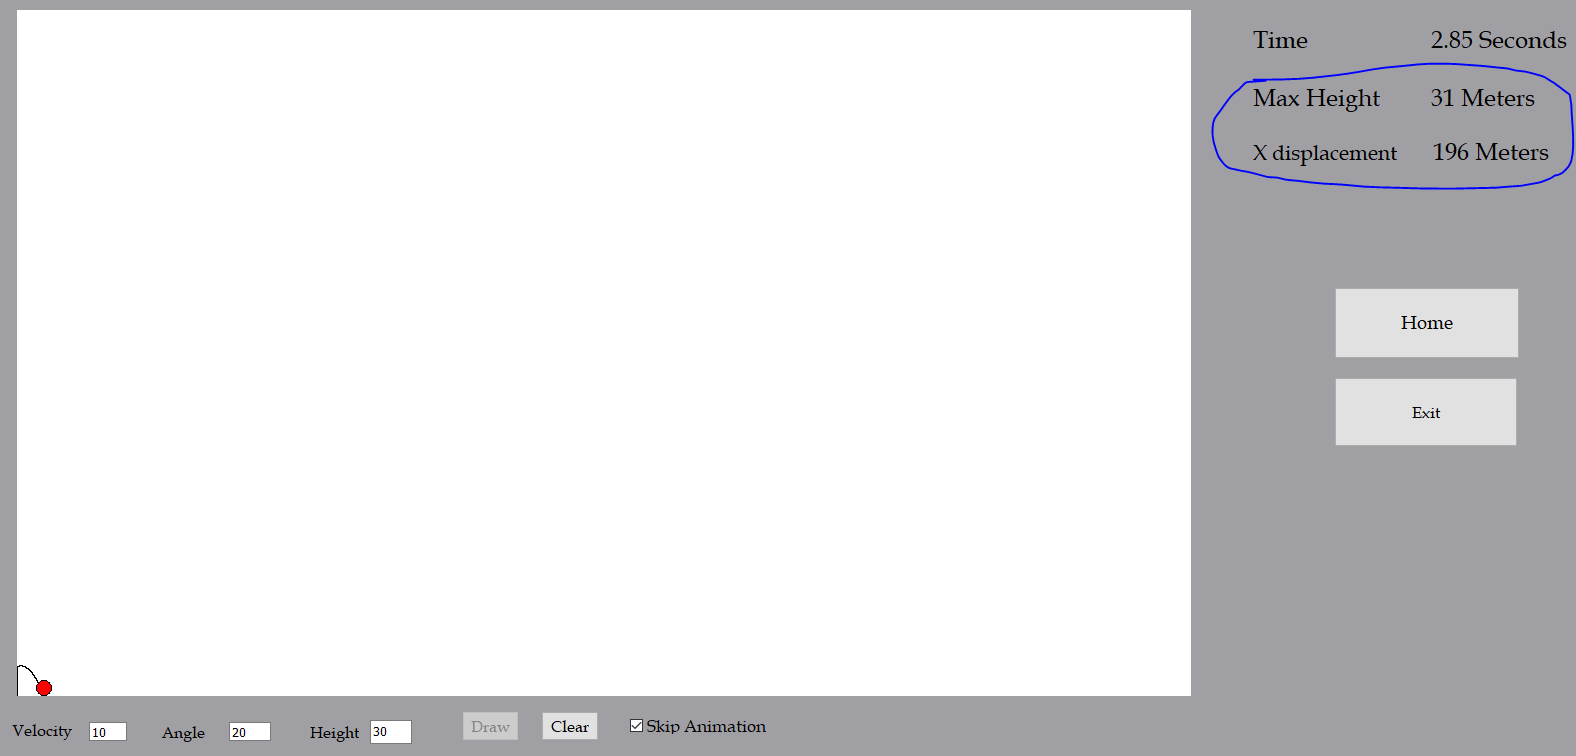 Time 2.85 Seconds
Max Height 31 Meters
X displacement 196 Meters
Home
Exit
Velocity 10 Angle 20 Height 30 Draw Clear Skip Animation